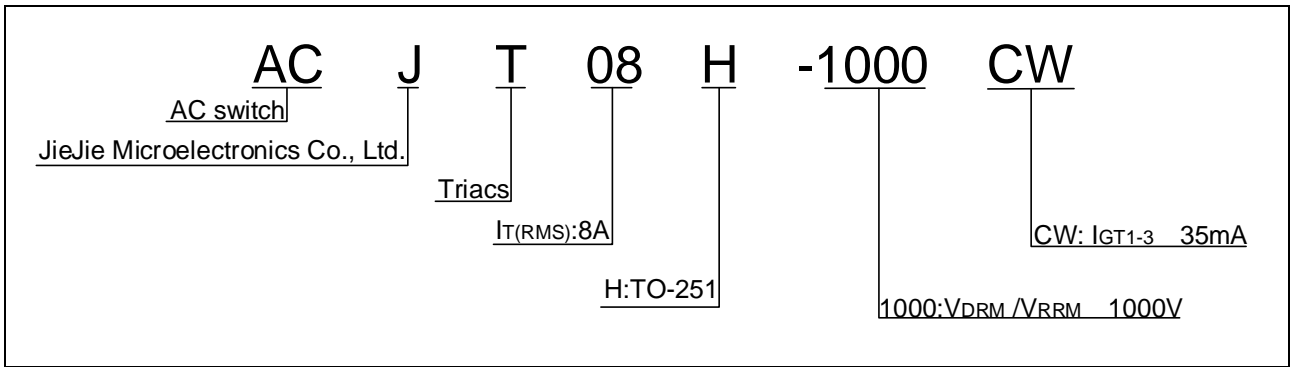 AC J T 08 H -1000 CW
AC switch
JieJie Microelectronics Co., Ltd.
Triacs
IT(RMS):8A
CW: IGT1-3 35mA
H:TO-251
1000:VDRM /VRRM 1000V